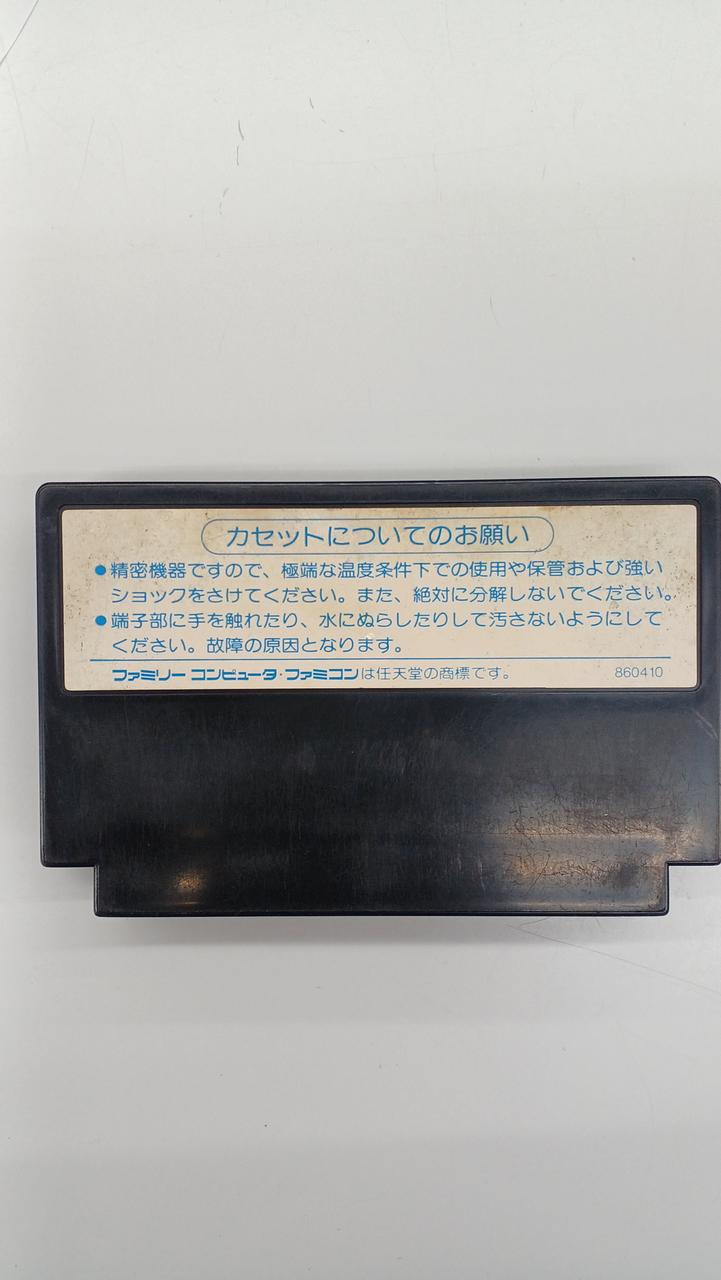 カセットについてのお願い
●精密機器ですので、極端な温度条件下での使用や保管および強い
ショックをさけてください。また、絶対に分解しないでください。
●端子部に手を触れたり、水にぬらしたりして汚さないようにして
ください。故障の原因となります。
ファミリー コンピュータ・ファミコンは任天堂の商標です。 860410